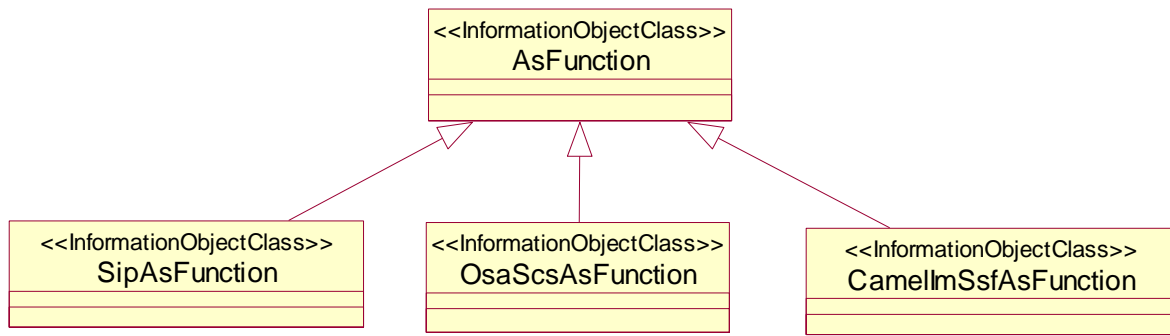 <<InformationObjectClass>>
AsFunction
<<InformationObjectClass>>
SipAsFunction
<<InformationObjectClass>>
OsaScsAsFunction
<<InformationObjectClass>>
CamelImSsfAsFunction